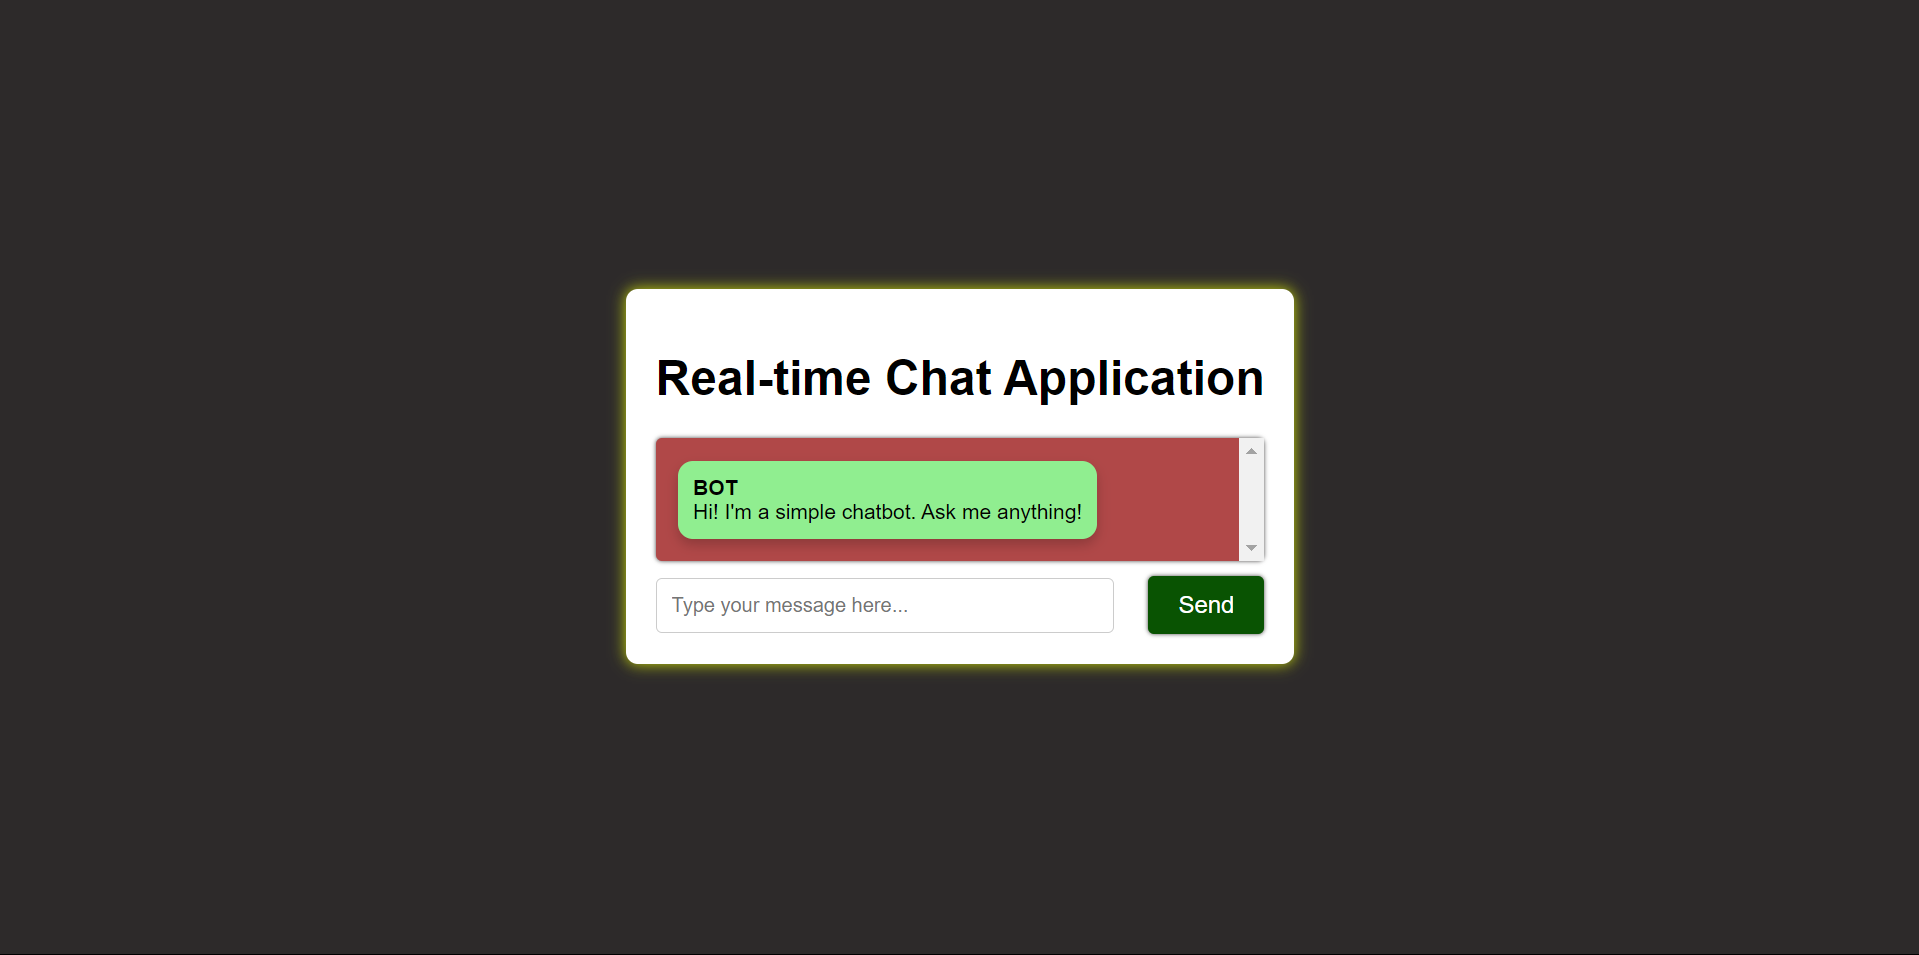 Real-time Chat Application
BOT
Hi! I'm a simple chatbot. Ask me anything!
Type your message here...
Send